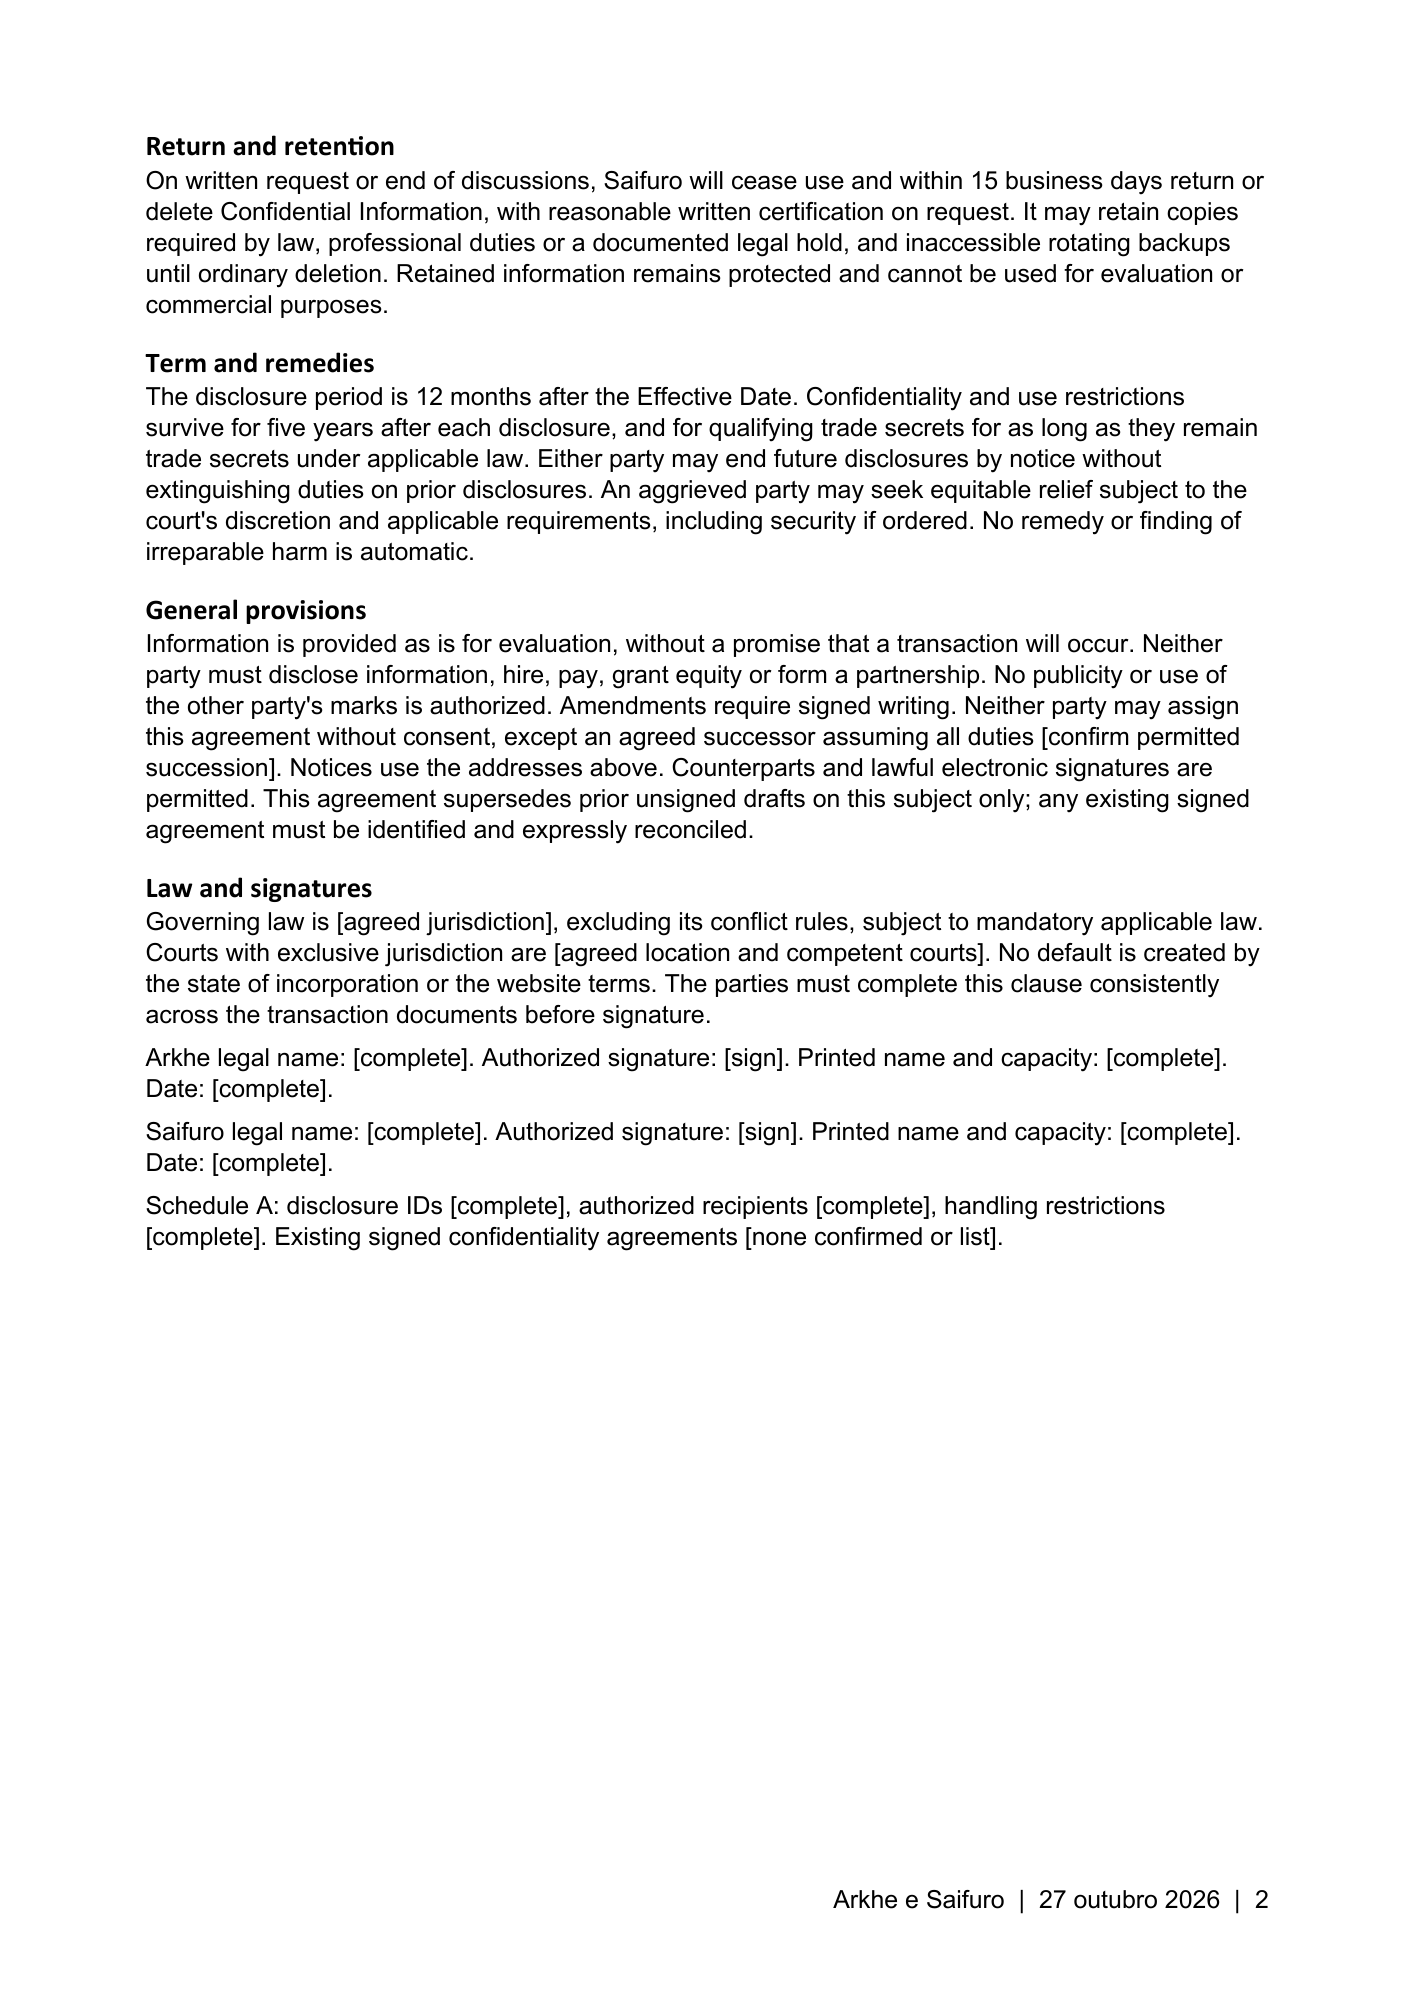 Return and retention
On written request or end of discussions, Saifuro will cease use and within 15 business days return or
delete Confidential Information, with reasonable written certification on request. It may retain copies
required by law, professional duties or a documented legal hold, and inaccessible rotating backups
until ordinary deletion. Retained information remains protected and cannot be used for evaluation or
commercial purposes.
Term and remedies
The disclosure period is 12 months after the Effective Date. Confidentiality and use restrictions
survive for five years after each disclosure, and for qualifying trade secrets for as long as they remain
trade secrets under applicable law. Either party may end future disclosures by notice without
extinguishing duties on prior disclosures. An aggrieved party may seek equitable relief subject to the
court's discretion and applicable requirements, including security if ordered. No remedy or finding of
irreparable harm is automatic.
General provisions
Information is provided as is for evaluation, without a promise that a transaction will occur. Neither
party must disclose information, hire, pay, grant equity or form a partnership. No publicity or use of
the other party's marks is authorized. Amendments require signed writing. Neither party may assign
this agreement without consent, except an agreed successor assuming all duties [confirm permitted
succession]. Notices use the addresses above. Counterparts and lawful electronic signatures are
permitted. This agreement supersedes prior unsigned drafts on this subject only; any existing signed
agreement must be identified and expressly reconciled.
Law and signatures
Governing law is [agreed jurisdiction], excluding its conflict rules, subject to mandatory applicable law.
Courts with exclusive jurisdiction are [agreed location and competent courts]. No default is created by
the state of incorporation or the website terms. The parties must complete this clause consistently
across the transaction documents before signature.
Arkhe legal name: [complete]. Authorized signature: [sign]. Printed name and capacity: [complete].
Date: [complete].
Saifuro legal name: [complete]. Authorized signature: [sign]. Printed name and capacity: [complete].
Date: [complete].
Schedule A: disclosure IDs [complete], authorized recipients [complete], handling restrictions
[complete]. Existing signed confidentiality agreements [none confirmed or list].
Arkhe e Saifuro | 27 outubro 2026 | 2